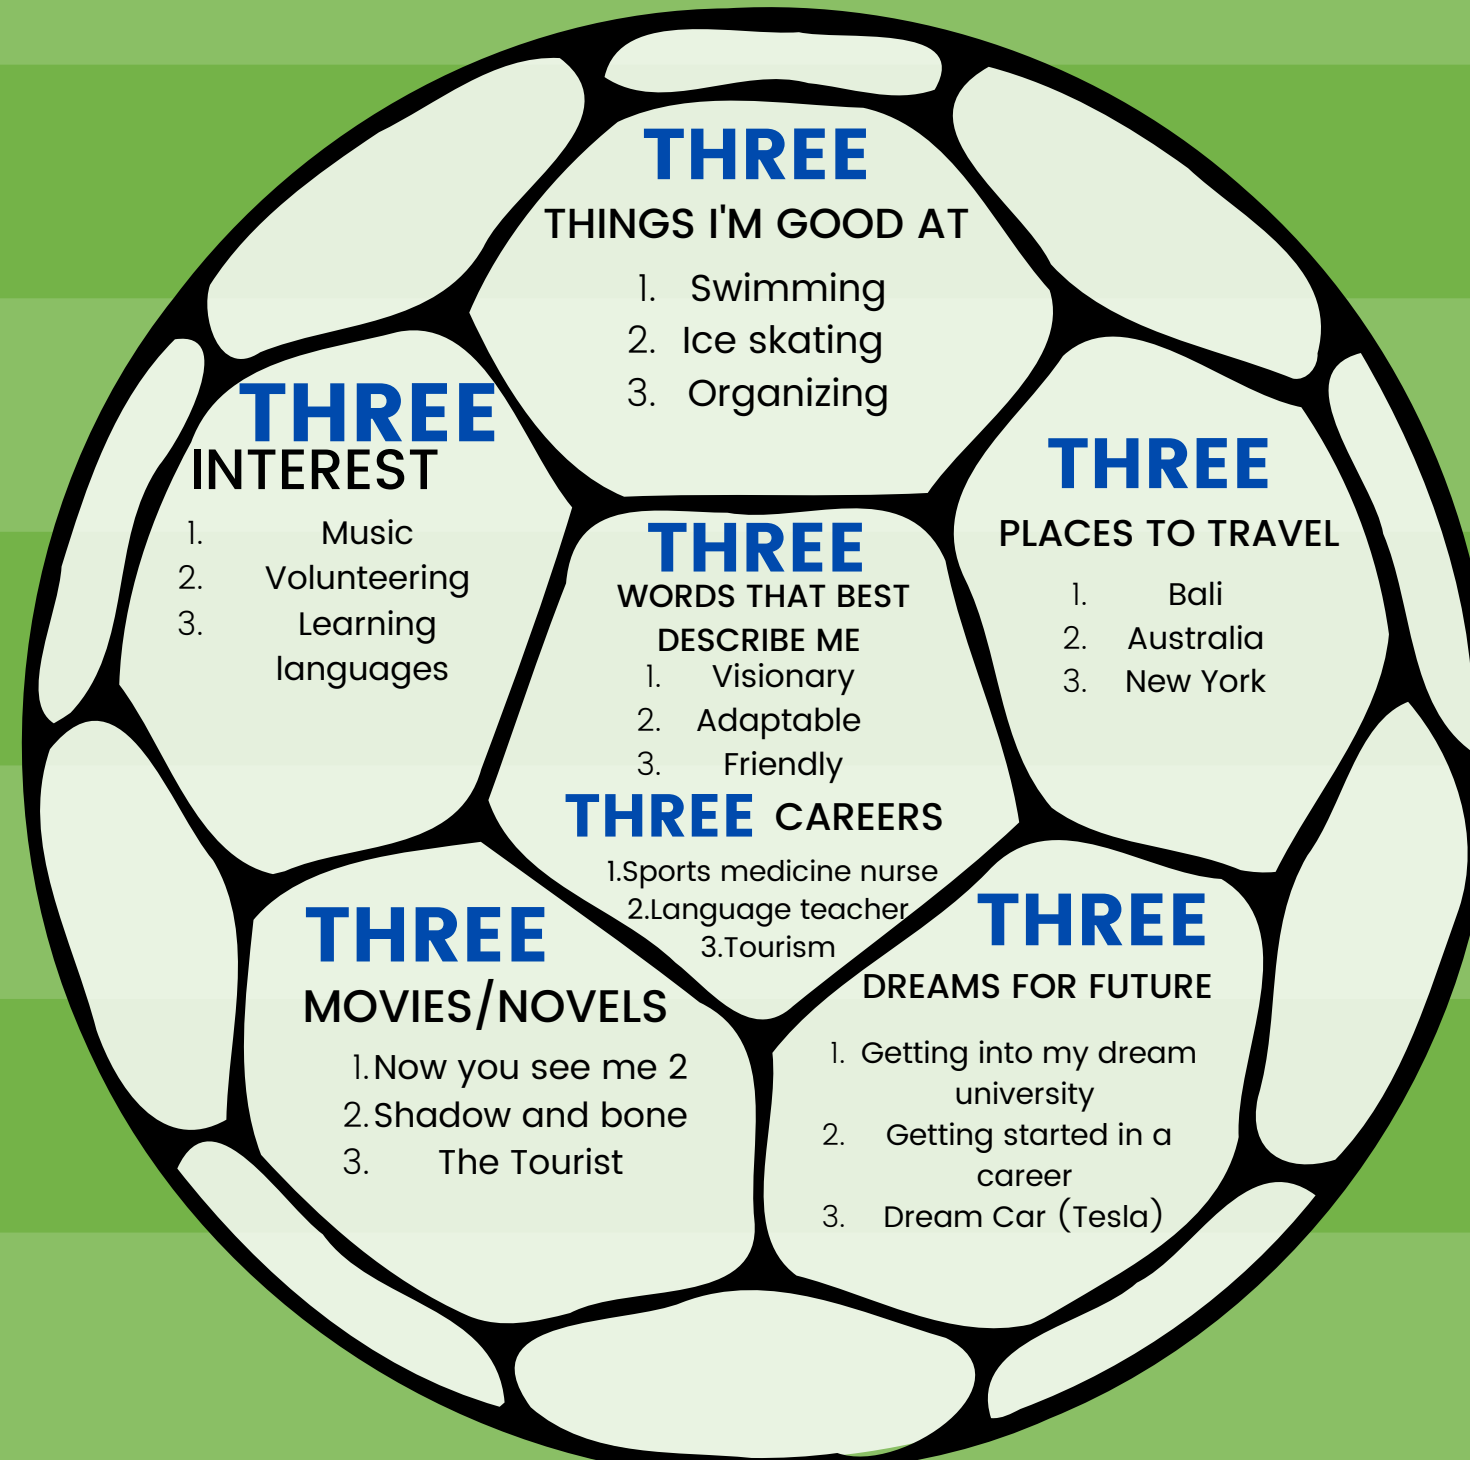 THREE
THINGS I'M GOOD AT
1. Swimming
2. Ice skating
3. Organizing
THREE
INTEREST
1. Music
2. Volunteering
3. Learning
languages
THREE
WORDS THAT BEST
DESCRIBE ME
1. Visionary
2. Adaptable
3. Friendly
THREE CAREERS
1.Sports medicine nurse
2.Language teacher
3.Tourism
THREE
PLACES TO TRAVEL
1. Bali
2. Australia
3. New York
THREE
MOVIES/NOVELS
1.Now you see me 2
2.Shadow and bone
3. The Tourist
THREE
DREAMS FOR FUTURE
1. Getting into my dream
university
2. Getting started in a
career
3. Dream Car (Tesla)